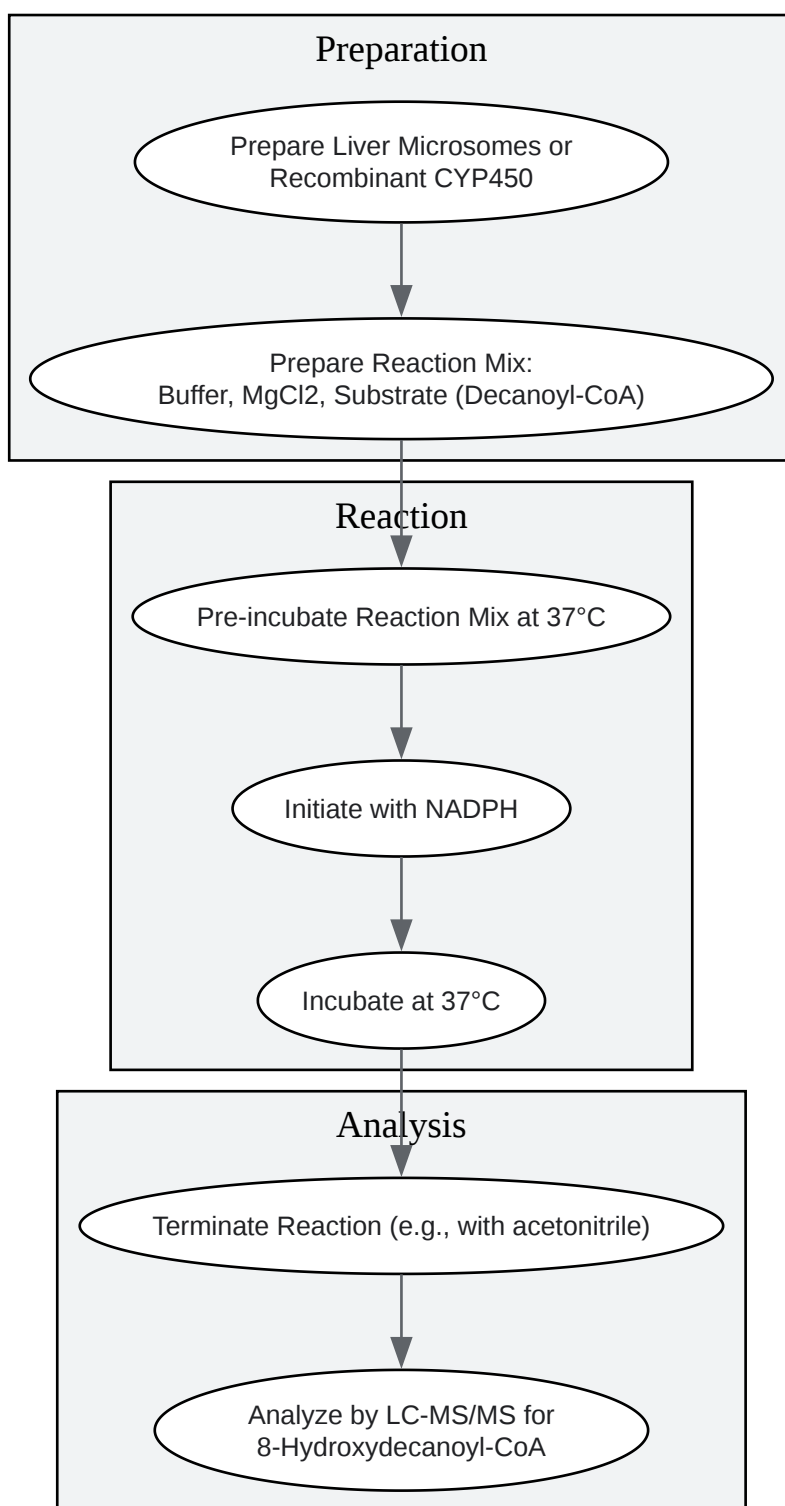 Preparation
Prepare Liver Microsomes or
Recombinant CYP450
Prepare Reaction Mix:
Buffer, MgCl2, Substrate (Decanoyl-CoA)
Reaction
Pre-incubate Reaction Mix at 37°C
Initiate with NADPH
Incubate at 37°C
Analysis
Terminate Reaction (e.g., with acetonitrile)
Analyze by LC-MS/MS for
8-Hydroxydecanoyl-CoA